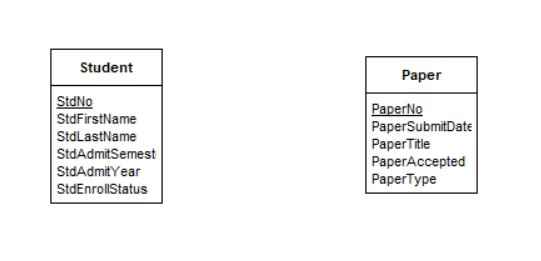 Student
StdNo
StdFirstName
StdLastName
StdAdmitSemest
StdAdmitYear
StdEnrollStatus
Paper
PaperNo
PaperSubmitDate
PaperTitle
PaperAccepted
PaperType